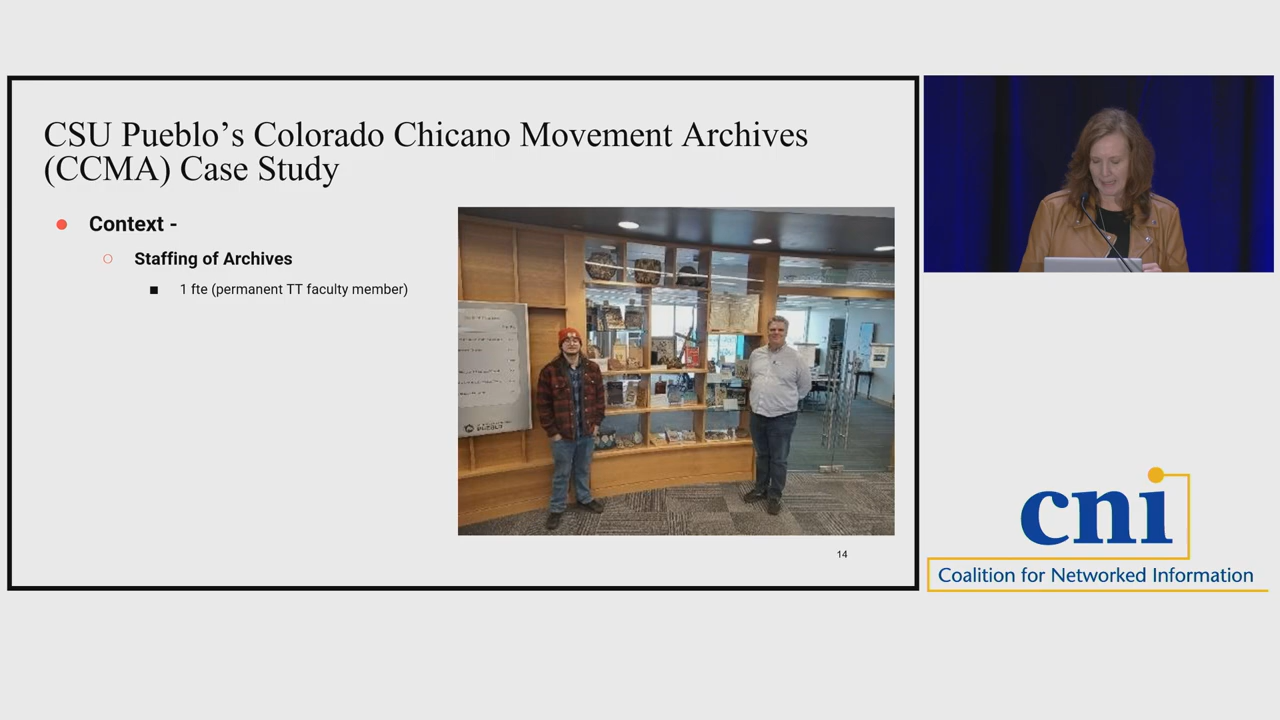 CSU Pueblo’s Colorado Chicano Movement Archives
(CCMA) Case Study
● Context -
○ Staffing of Archives
■ 1 fte (permanent TT faculty member)
14
cni
Coalition for Networked Information